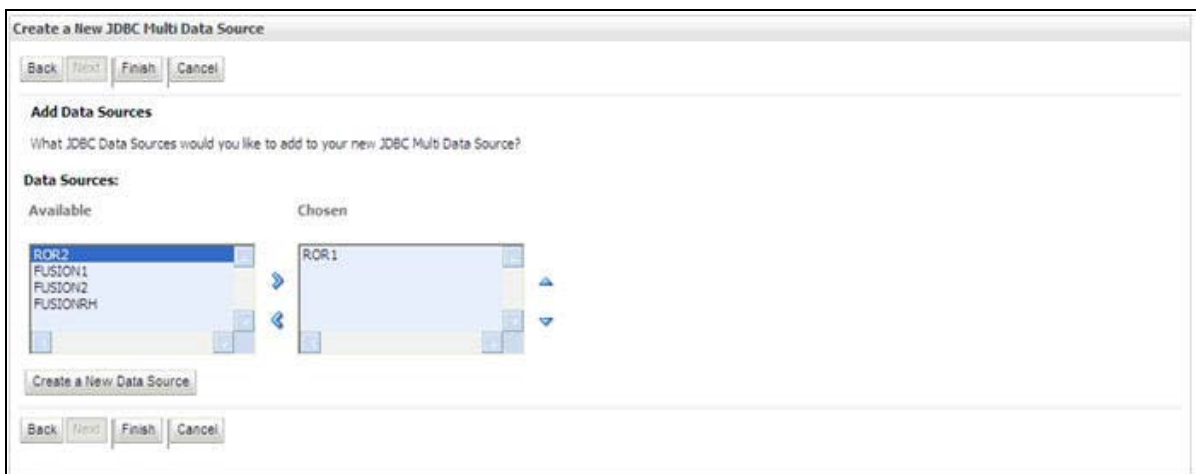 Create a New JDBC Multi Data Source
Back Next Finish Cancel
Add Data Sources
What JDBC Data Sources would you like to add to your new JDBC Multi Data Source?
Data Sources:
Available Chosen
ROR2 ROR1
FUSION1
FUSION2
FUSIONRH
Create a New Data Source
Back Next Finish Cancel